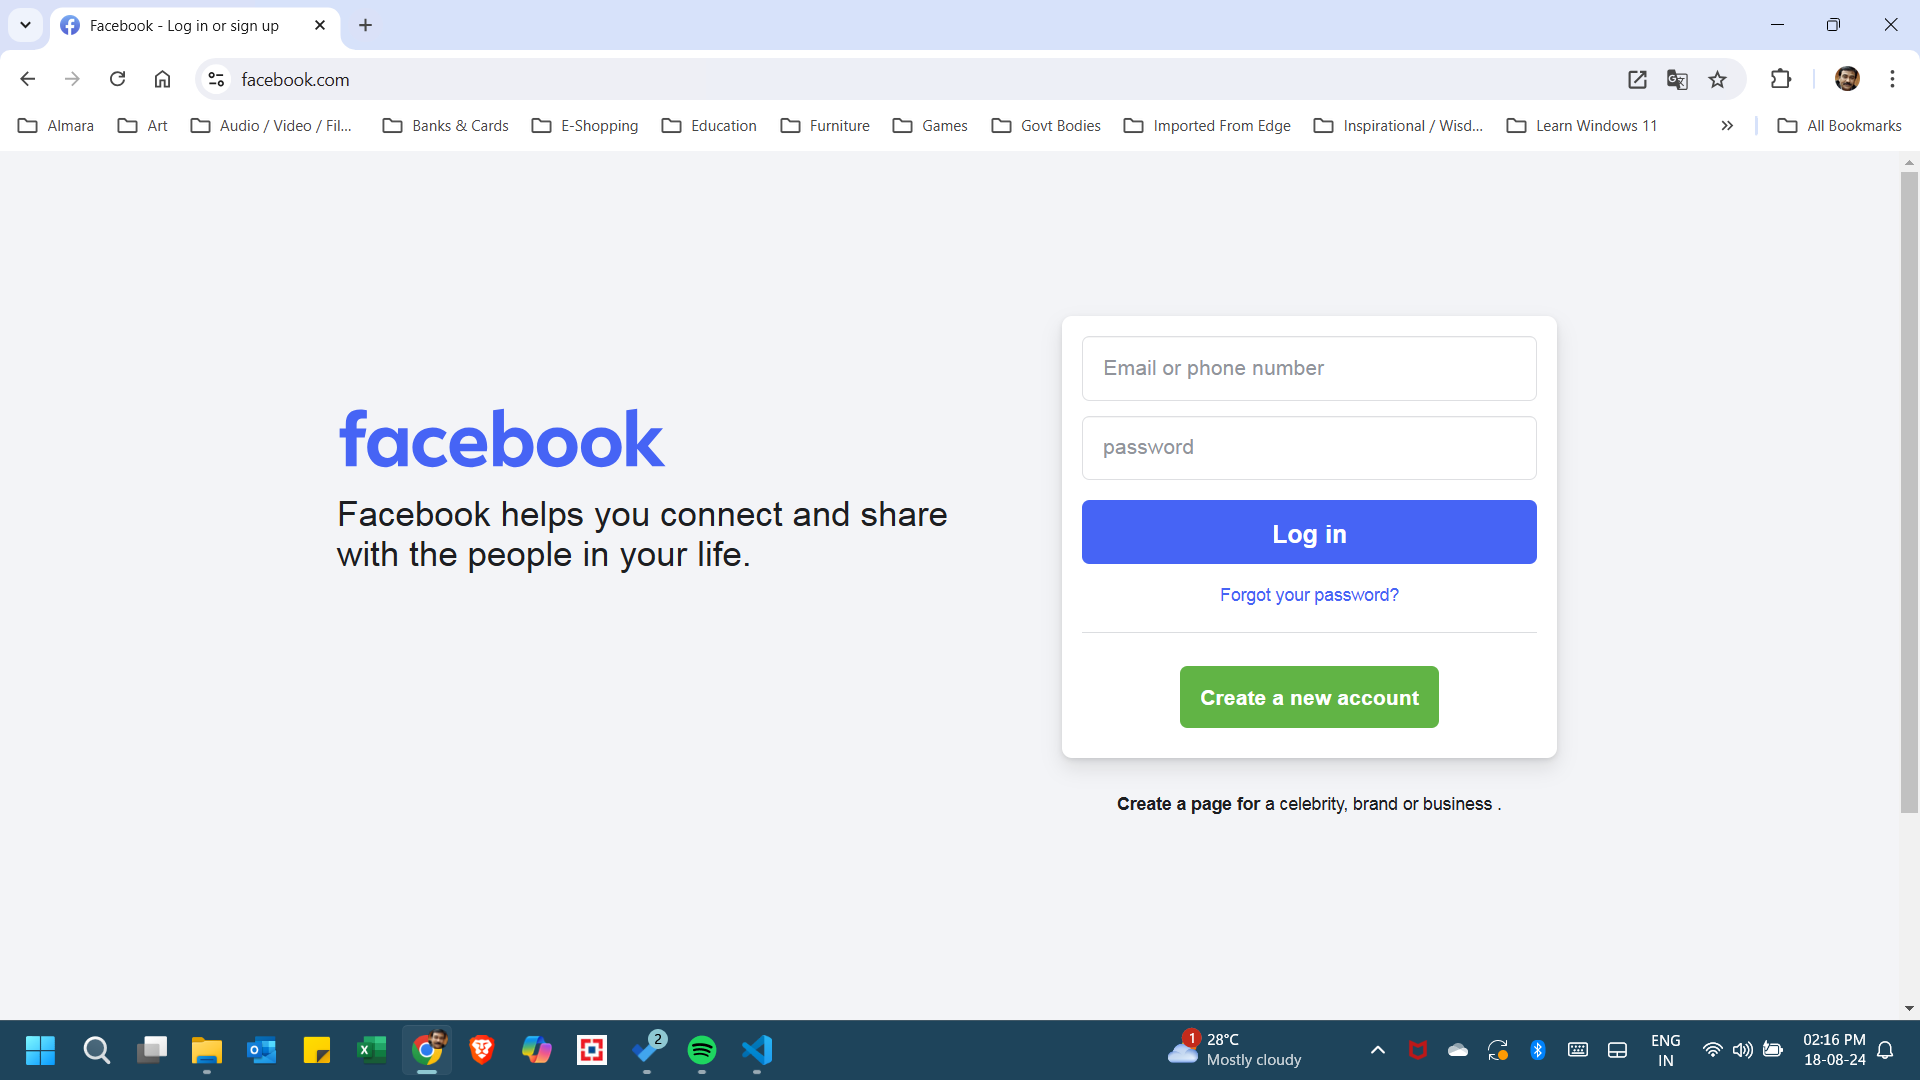 Facebook - Log in or sign up
facebook.com
Almara
Art
Audio / Video / Fil...
Banks & Cards
E-Shopping
Education
Furniture
Games
Govt Bodies
Imported From Edge
Inspirational / Wisd...
Learn Windows 11
All Bookmarks
facebook
Facebook helps you connect and share
with the people in your life.
Email or phone number
password
Log in
Forgot your password?
Create a new account
Create a page for a celebrity, brand or business .
2
1
28°C
Mostly cloudy
ENG
IN
02:16 PM
18-08-24